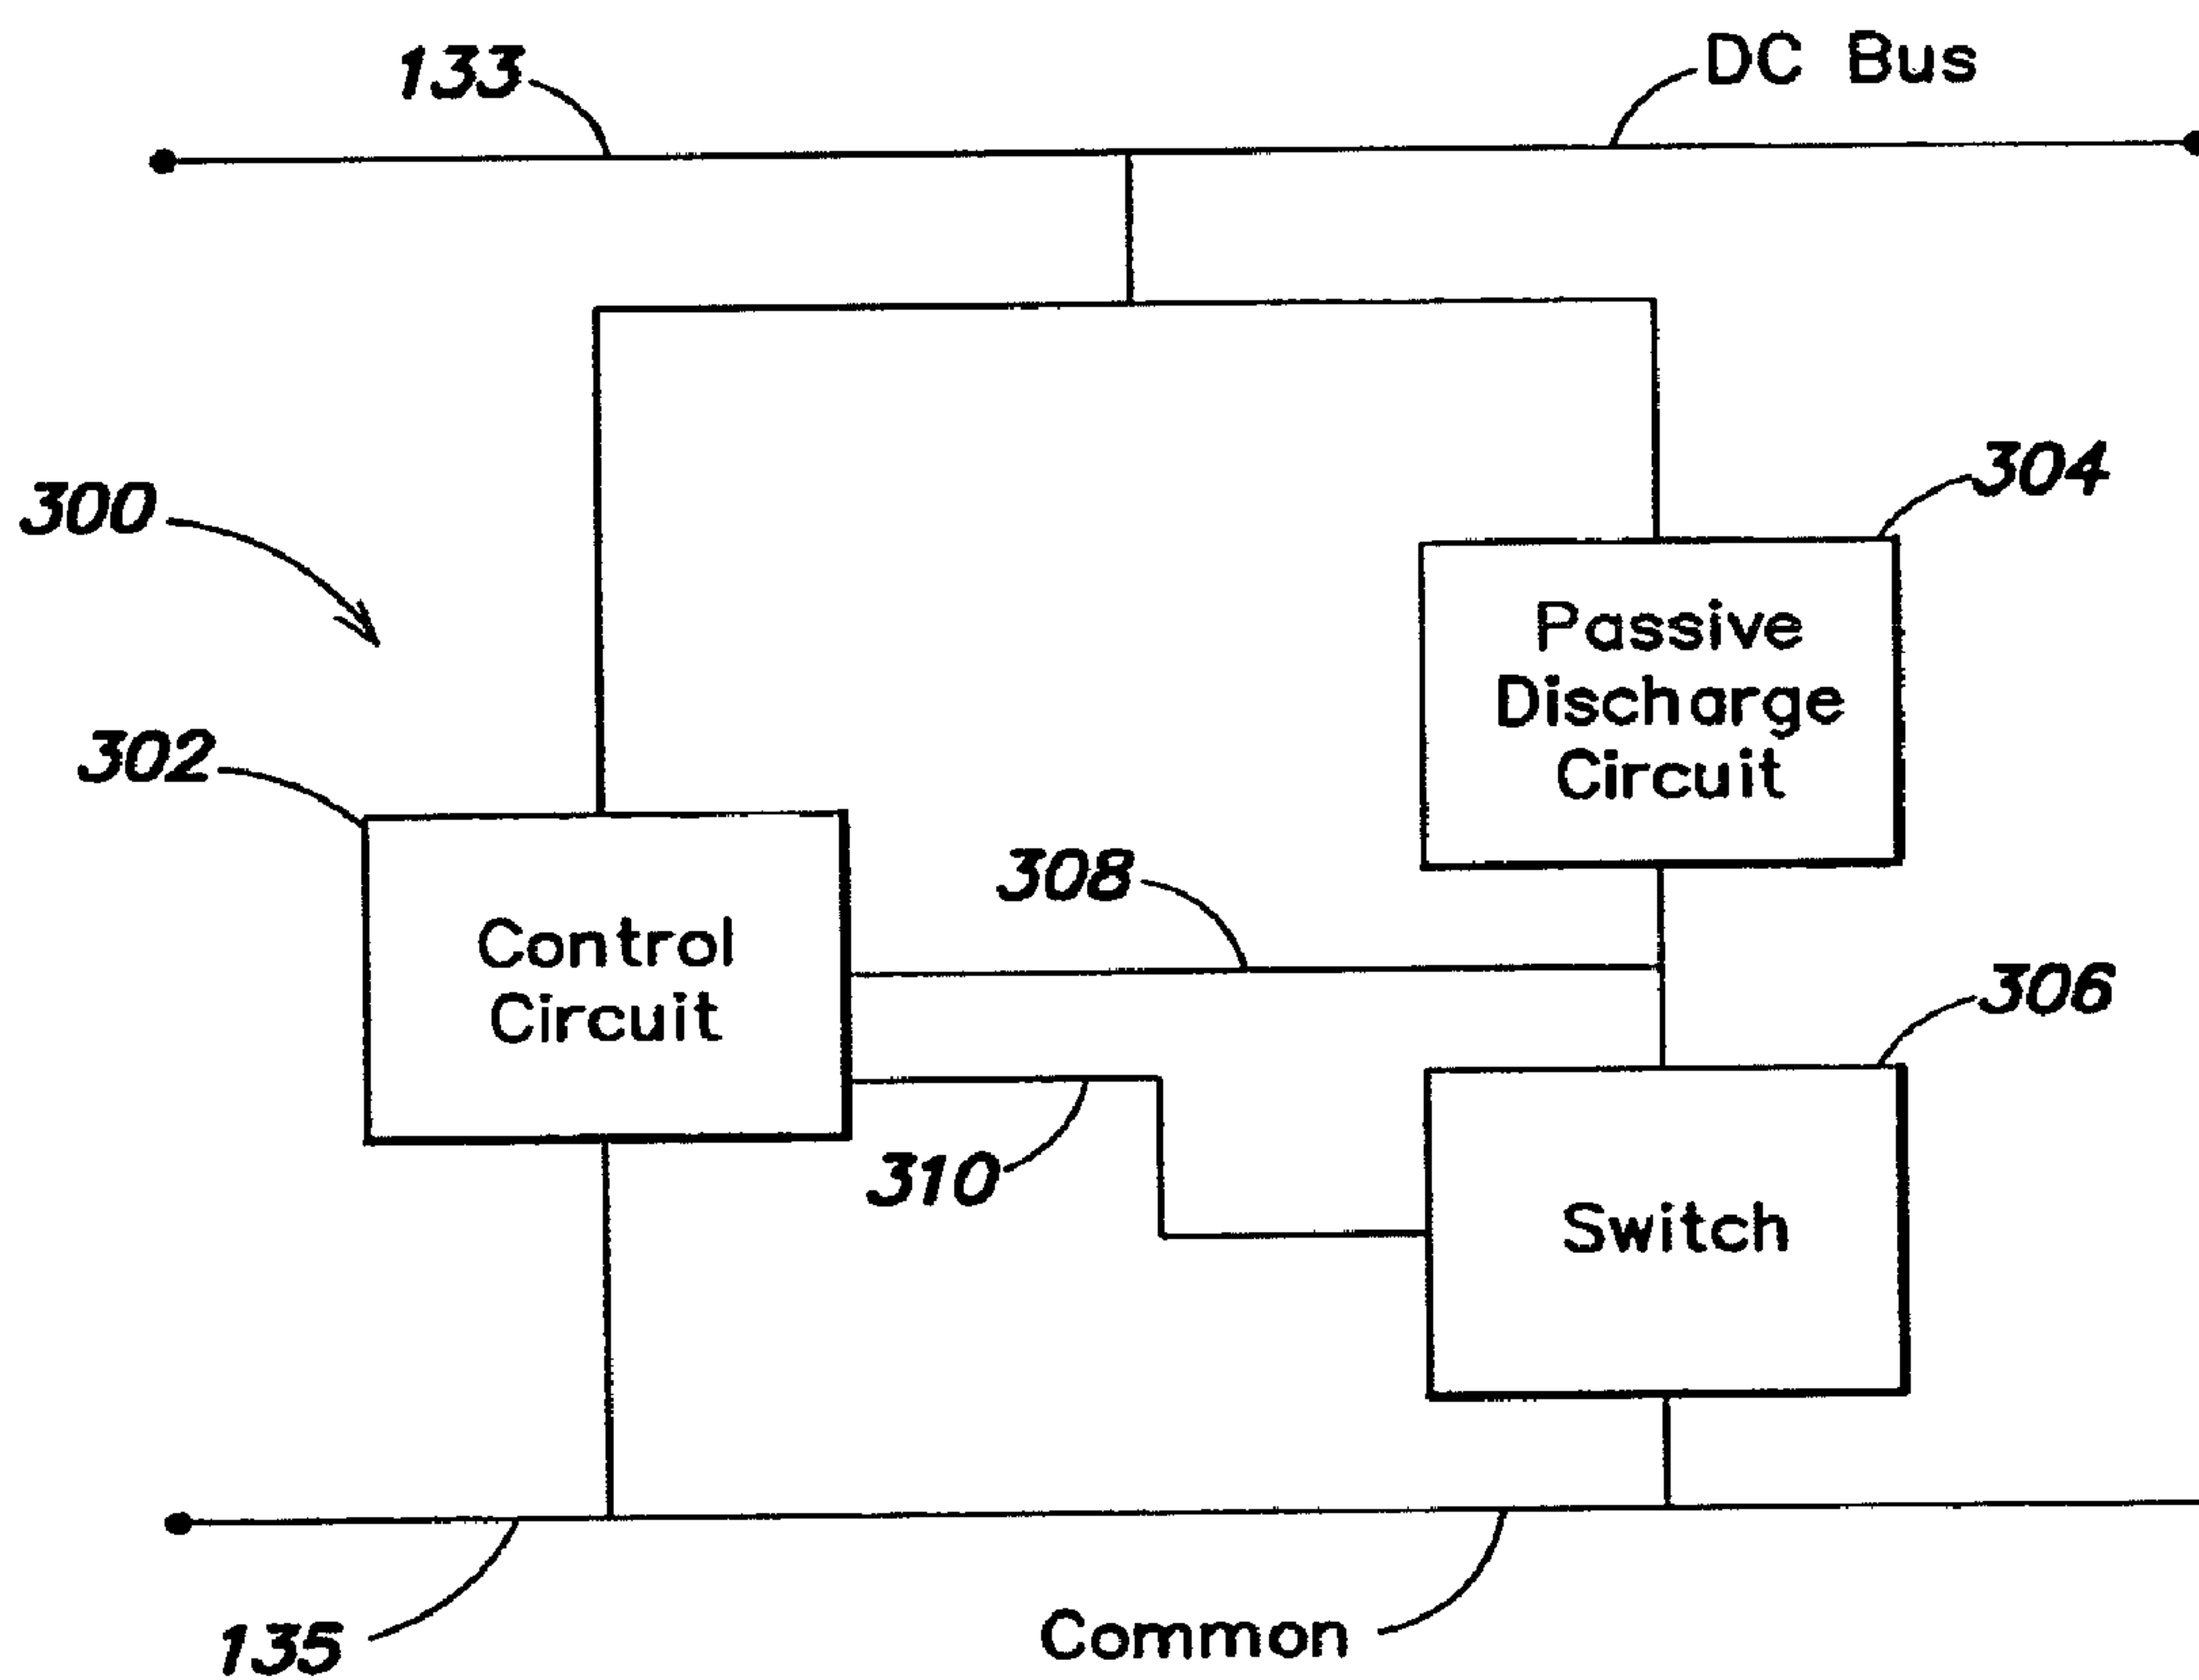 133
DC Bus
300
304
Passive
Discharge
Circuit
302
308
Control
Circuit
306
310
Switch
135
Common